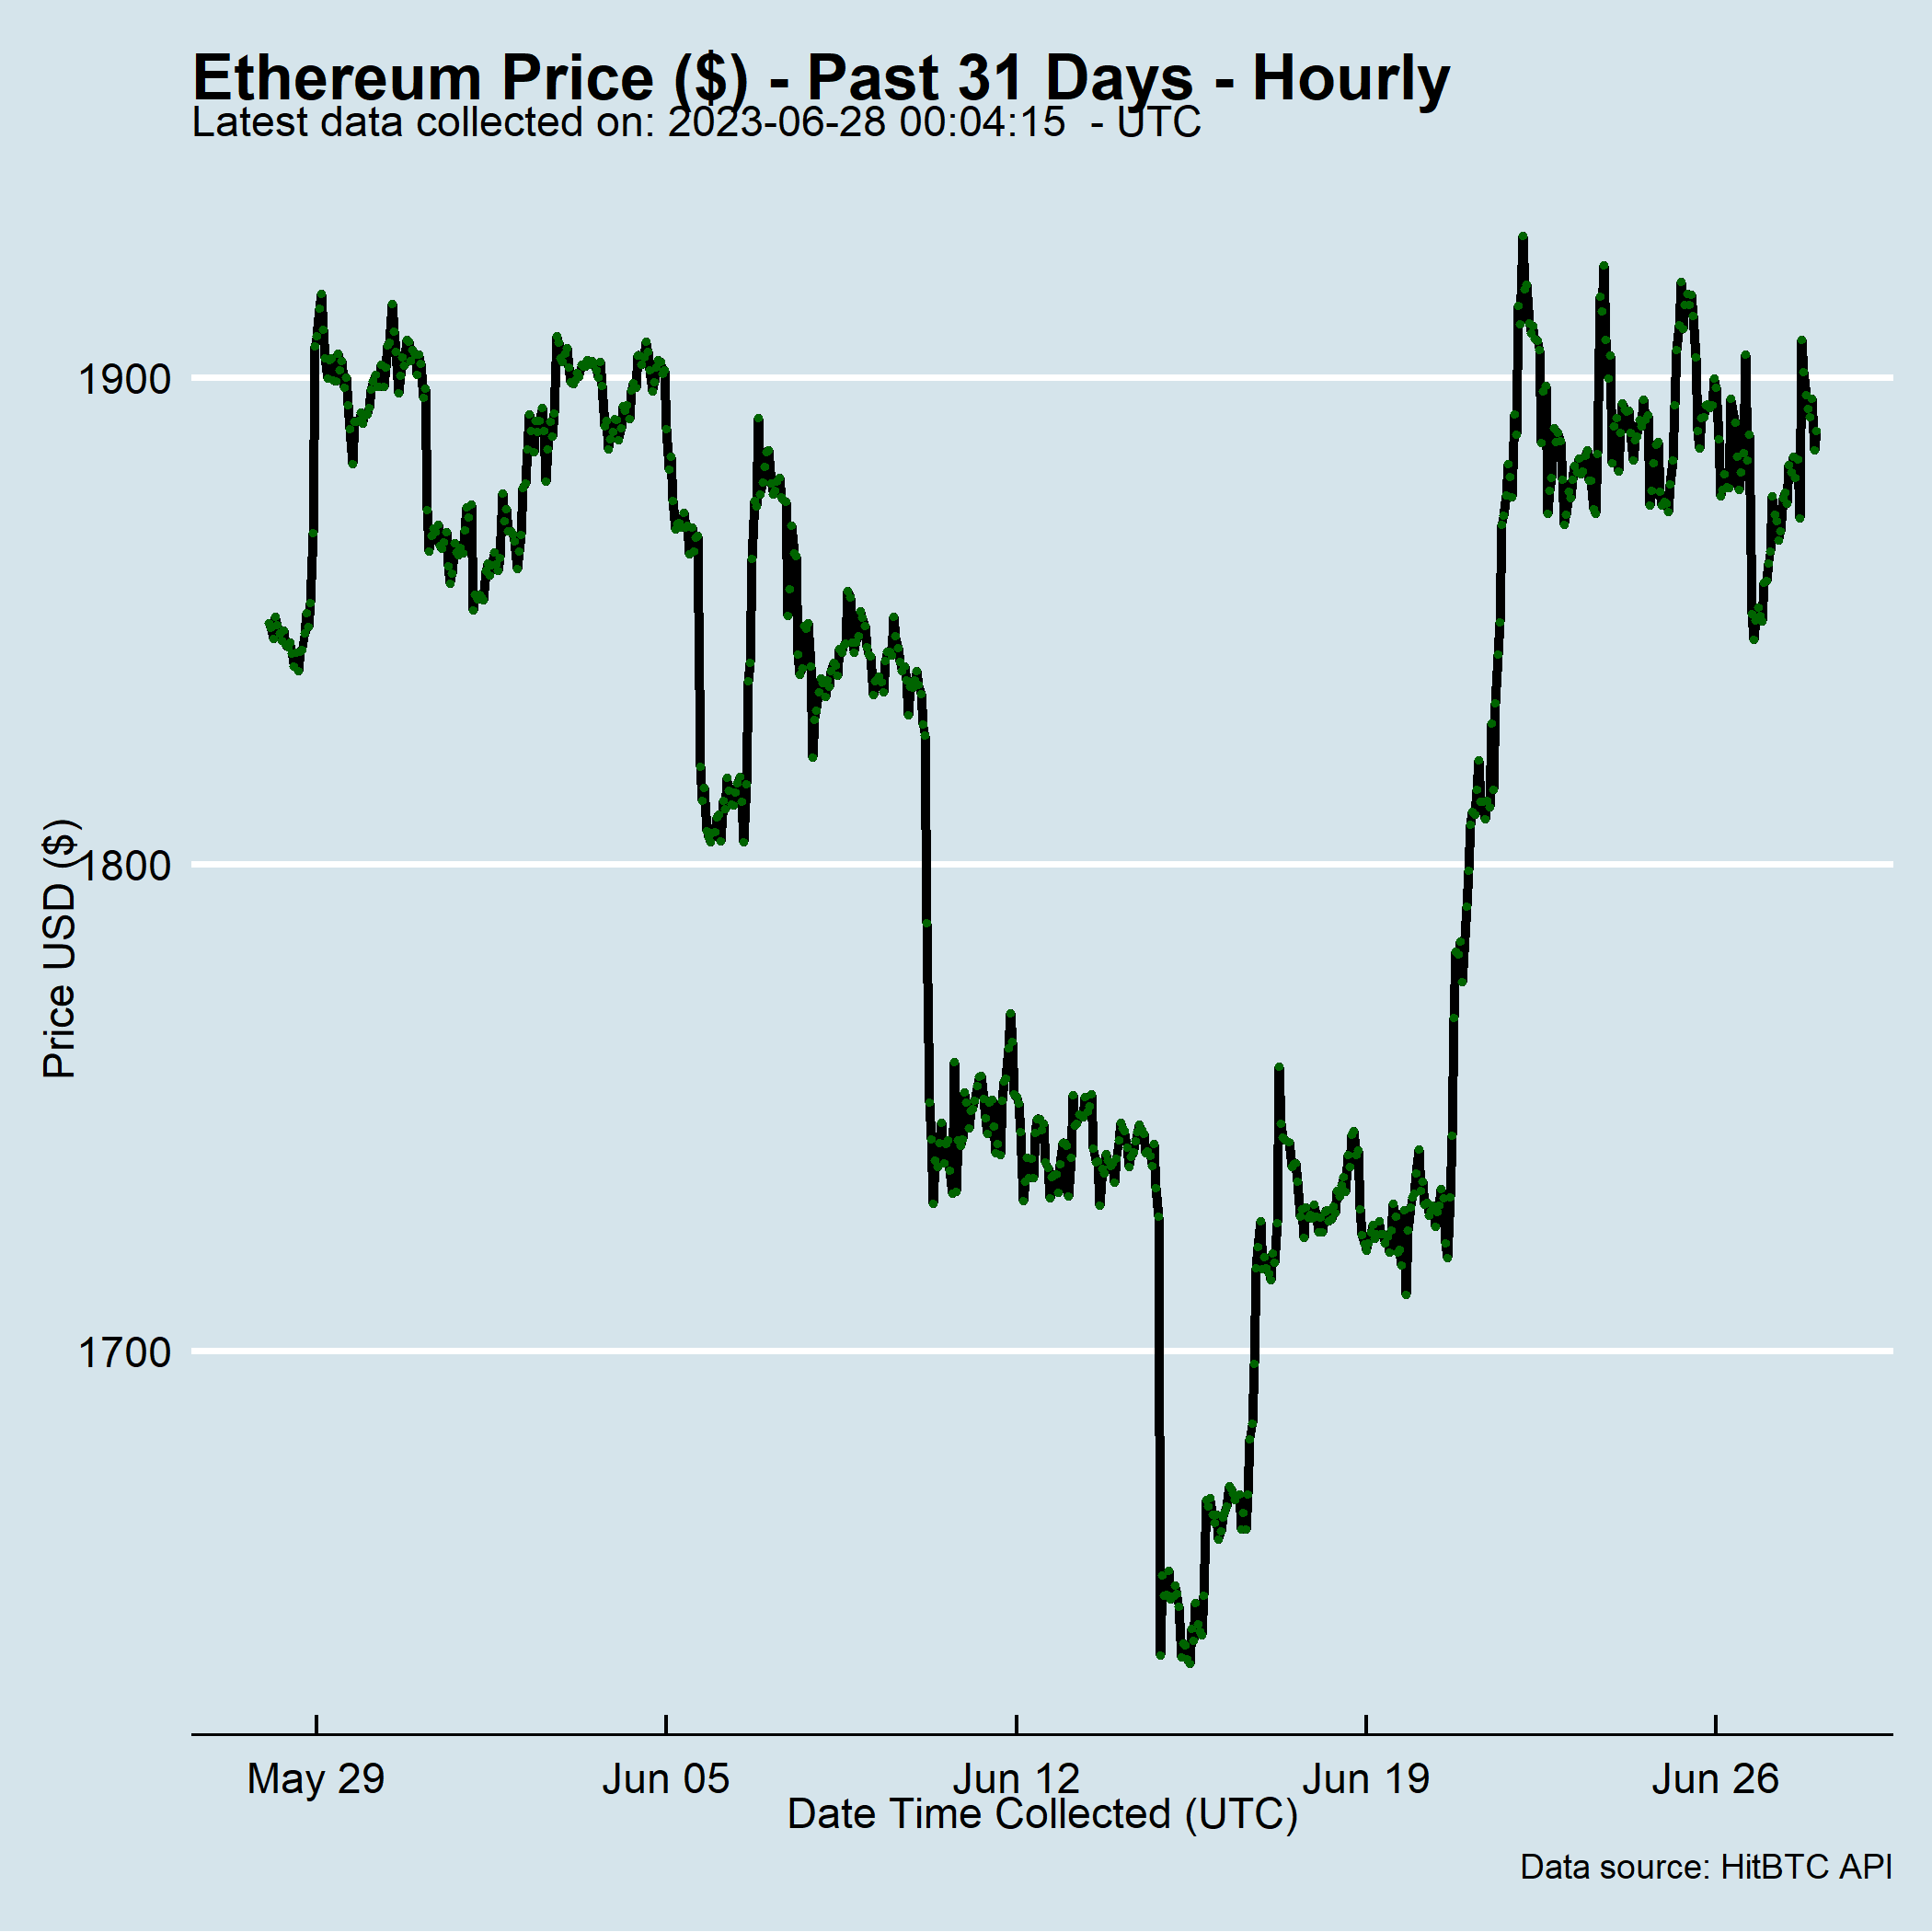 Ethereum Price ($) - Past 31 Days - Hourly
Latest data collected on: 2023-06-28 00:04:15  - UTC
1900
1800
1700
Price USD ($)
May 29
Jun 05
Jun 12
Jun 19
Jun 26
Date Time Collected (UTC)
Data source: HitBTC API